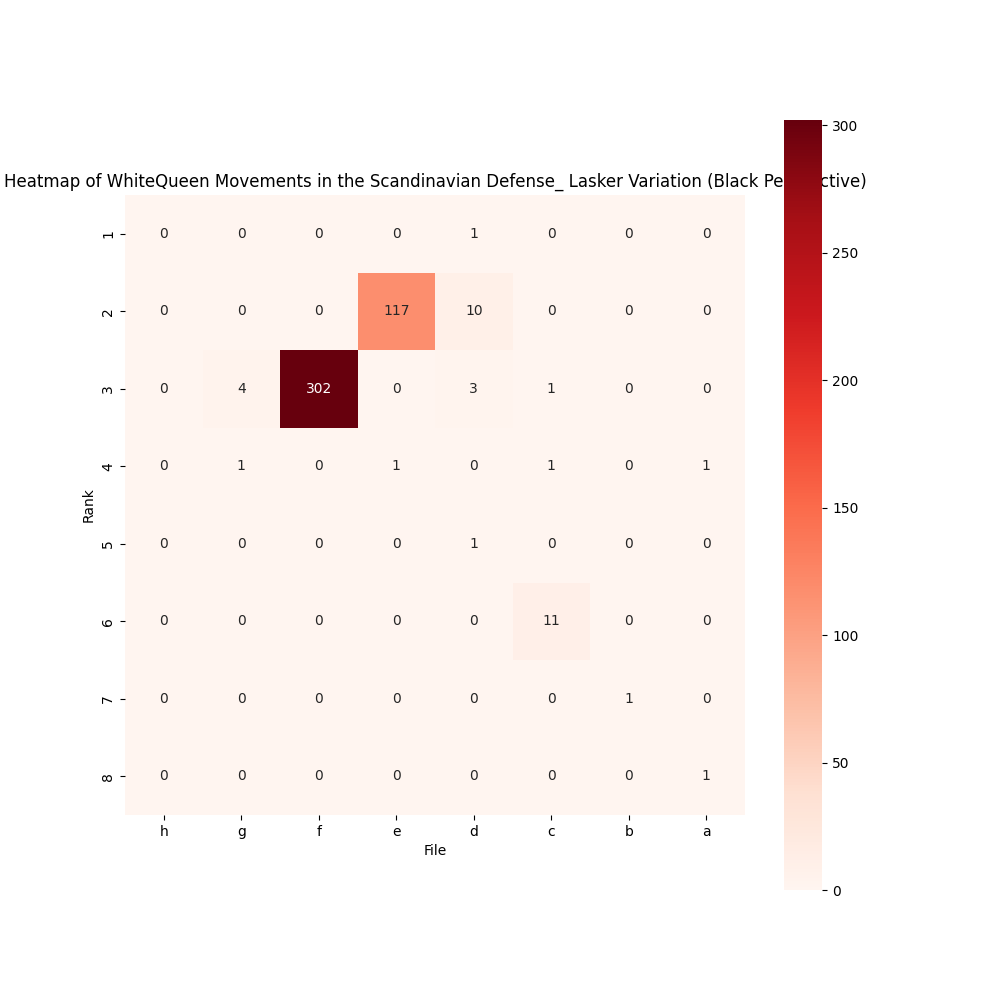 Heatmap of WhiteQueen Movements in the Scandinavian Defense_ Lasker Variation (Black Pe ctive)
300
250
200
150
100
50
0
Rank
1 0 0 0 0 1 0 0 0
2 0 0 0 117 10 0 0 0
3 0 4 302 0 3 1 0 0
4 0 1 0 1 0 1 0 1
5 0 0 0 0 1 0 0 0
6 0 0 0 0 0 11 0 0
7 0 0 0 0 0 0 1 0
8 0 0 0 0 0 0 0 1
h g f e d c b a
File